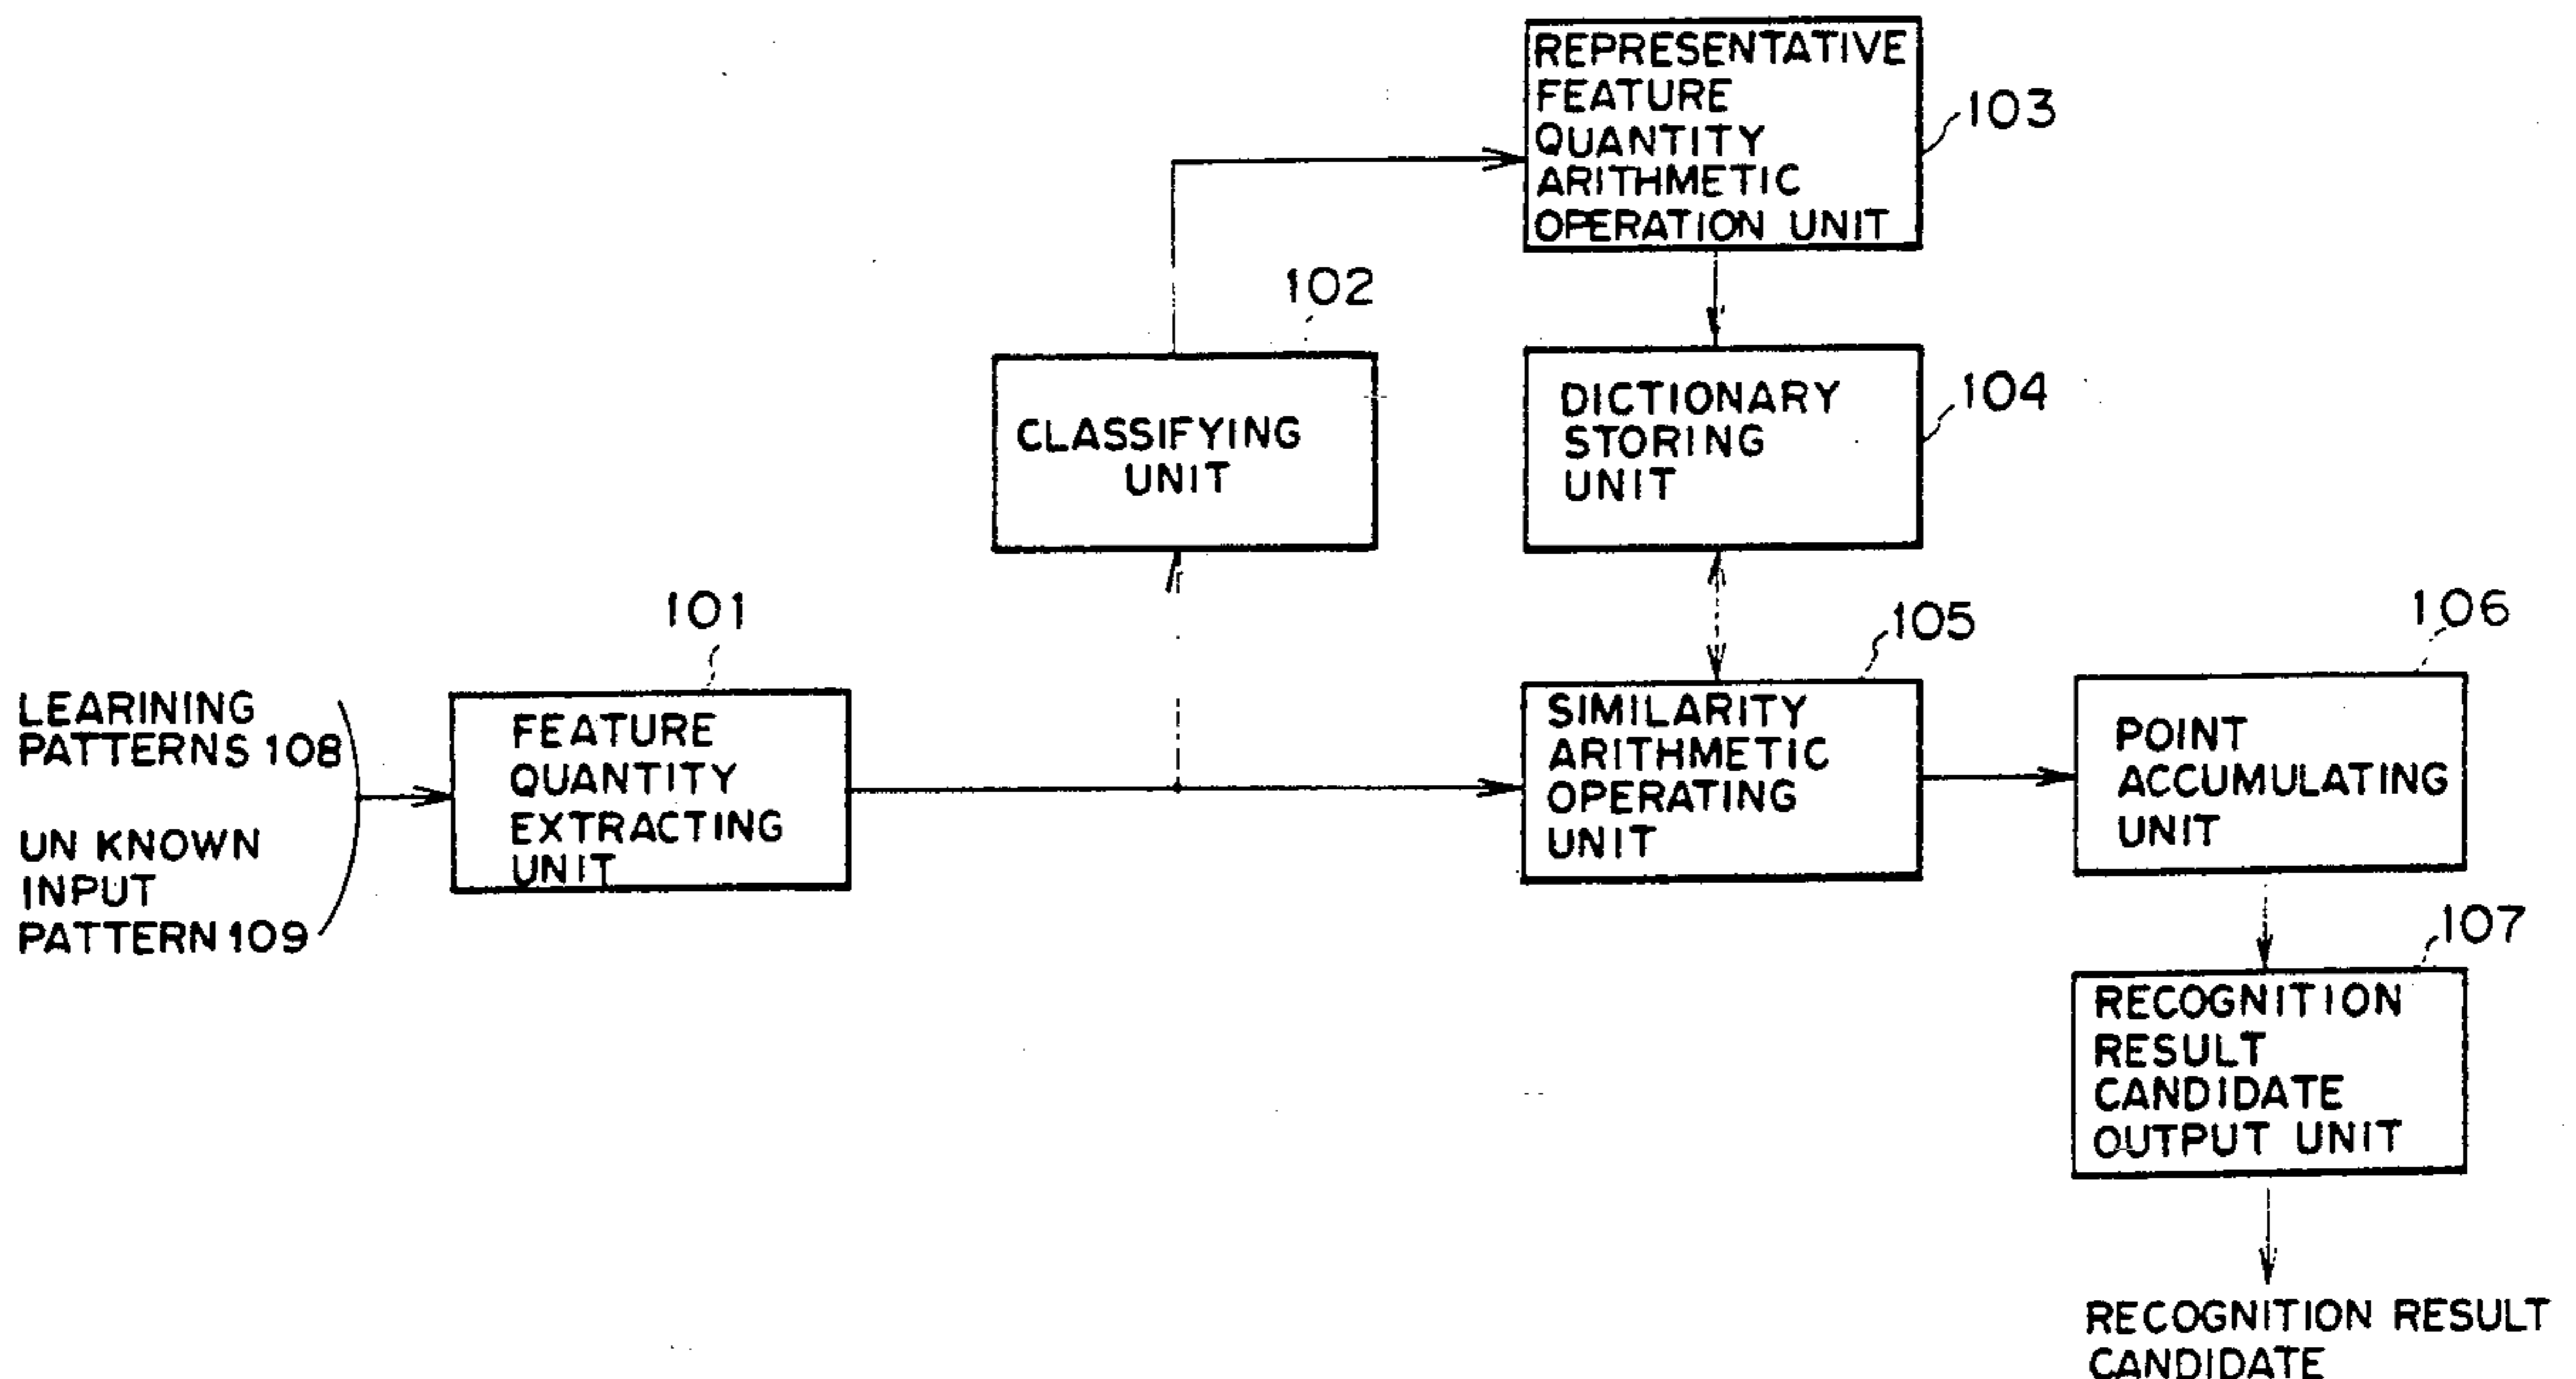 REPRESENTATIVE
FEATURE
QUANTITY
ARITHMETIC
OPERATION UNIT
103
102
CLASSIFYING
UNIT
DICTIONARY
STORING
UNIT
104
101
LEARINING
PATTERNS 108
UN KNOWN
INPUT
PATTERN 109
FEATURE
QUANTITY
EXTRACTING
UNIT
105
SIMILARITY
ARITHMETIC
OPERATING
UNIT
106
POINT
ACCUMULATING
UNIT
107
RECOGNITION
RESULT
CANDIDATE
OUTPUT UNIT
RECOGNITION RESULT
CANDIDATE